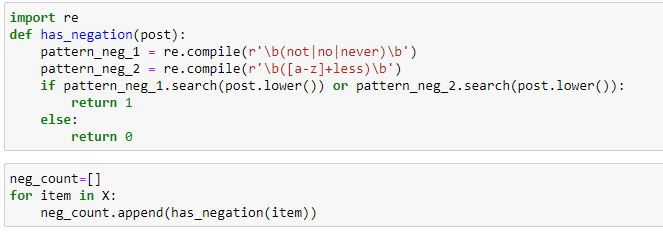 import re
def has_negation(post):
    pattern_neg_1 = re.compile(r'\b(not|no|never)\b')
    pattern_neg_2 = re.compile(r'\b([a-z]+less)\b')
    if pattern_neg_1.search(post.lower()) or pattern_neg_2.search(post.lower()):
        return 1
    else:
        return 0
neg_count=[]
for item in X:
    neg_count.append(has_negation(item))